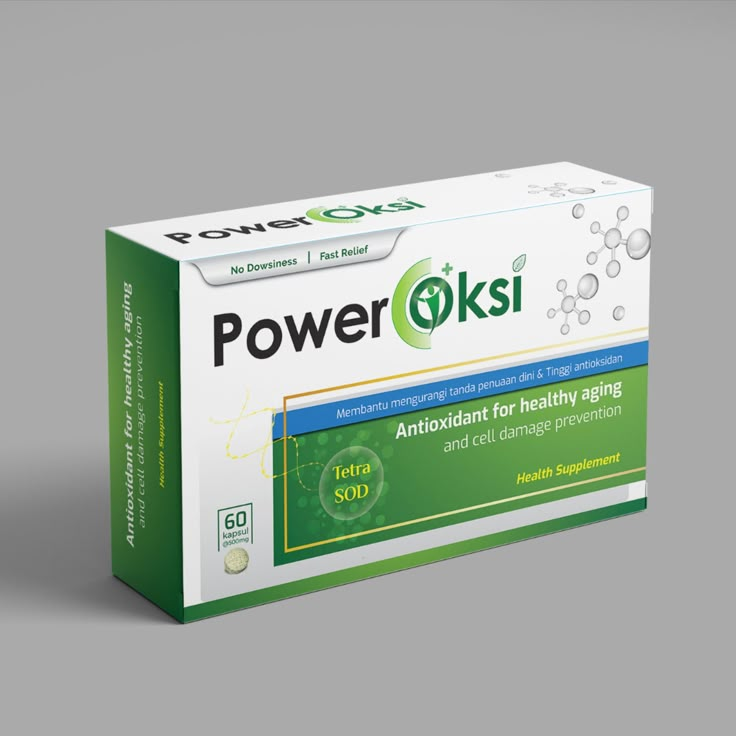 PowerOksi
No Dowsiness | Fast Relief
PowerOksi
Membantu mengurangi tanda penuaan dini & Tinggi antioksidan
Antioxidant for healthy aging
and cell damage prevention
Health Supplement
Tetra
SOD
60
kapsul
@500mg
Antioxidant for healthy aging
and cell damage prevention
Health Supplement